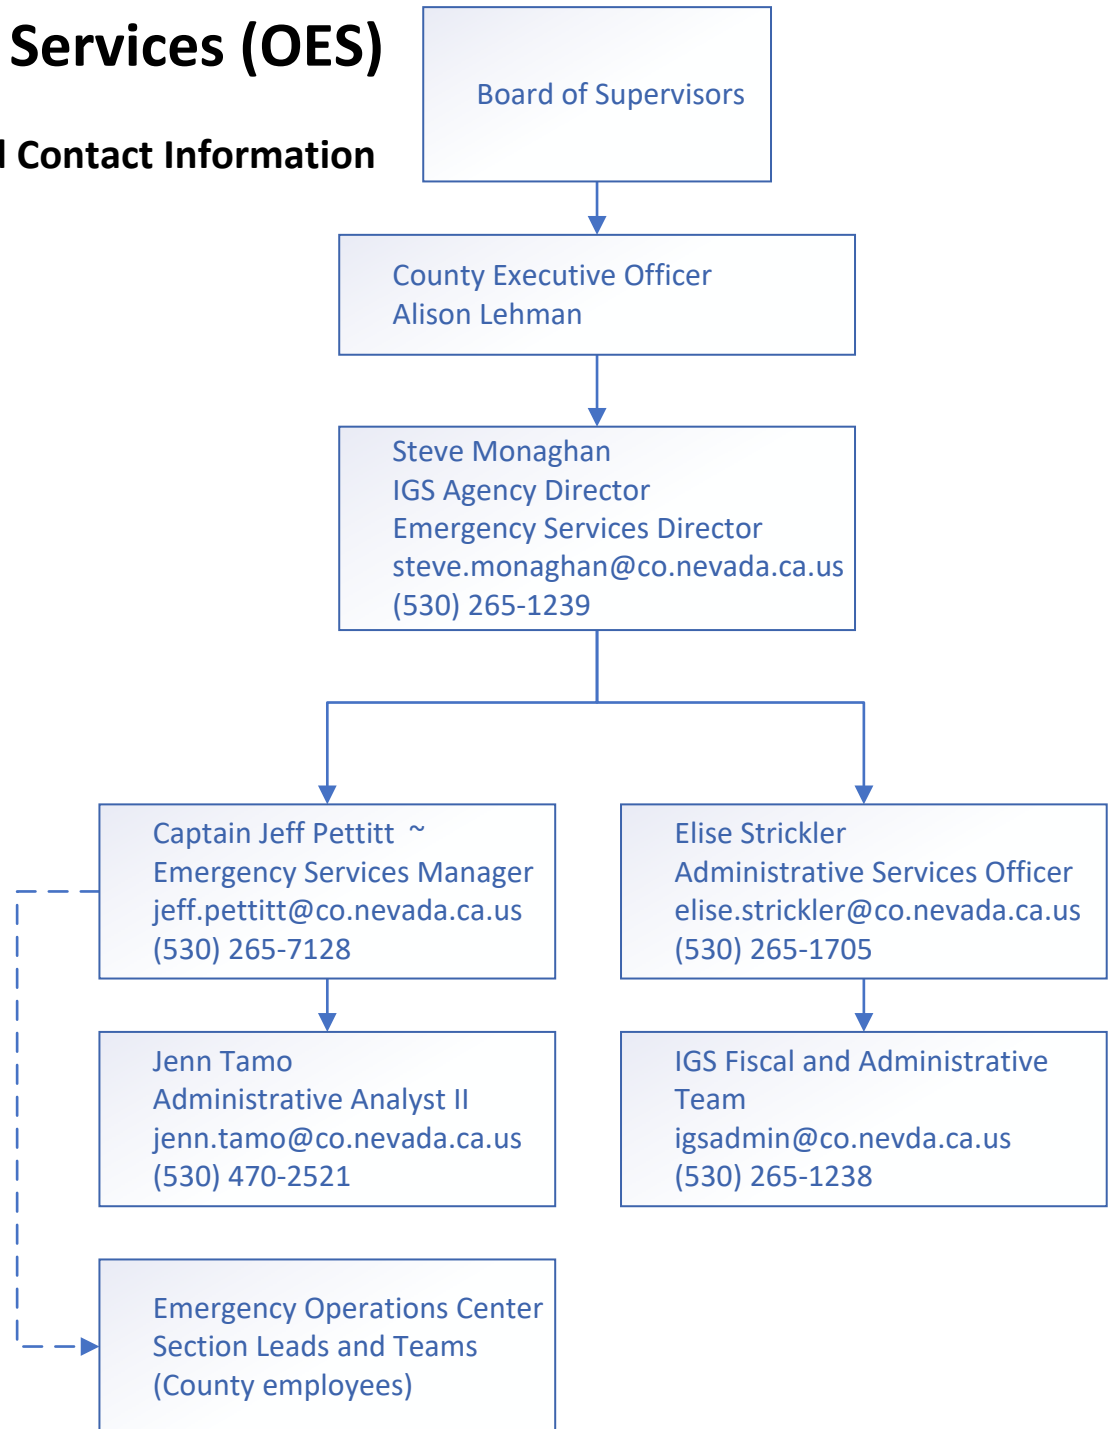 Services (OES)
Contact Information
Board of Supervisors
County Executive Officer
Alison Lehman
Steve Monaghan
IGS Agency Director
Emergency Services Director
steve.monaghan@co.nevada.ca.us
(530) 265-1239
Captain Jeff Pettitt ~
Emergency Services Manager
jeff.pettitt@co.nevada.ca.us
(530) 265-7128
Elise Strickler
Administrative Services Officer
elise.strickler@co.nevada.ca.us
(530) 265-1705
Jenn Tamo
Administrative Analyst II
jenn.tamo@co.nevada.ca.us
(530) 470-2521
IGS Fiscal and Administrative
Team
igsadmin@co.nevda.ca.us
(530) 265-1238
Emergency Operations Center
Section Leads and Teams
(County employees)